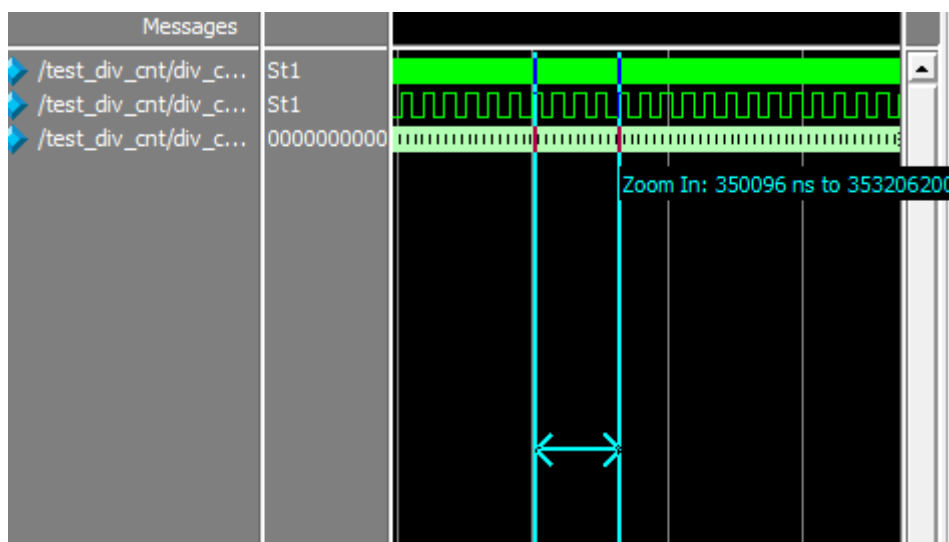 Messages
/test_div_cnt/div_c... St1
/test_div_cnt/div_c... St1
/test_div_cnt/div_c... 0000000000
Zoom In: 350096 ns to 353206200